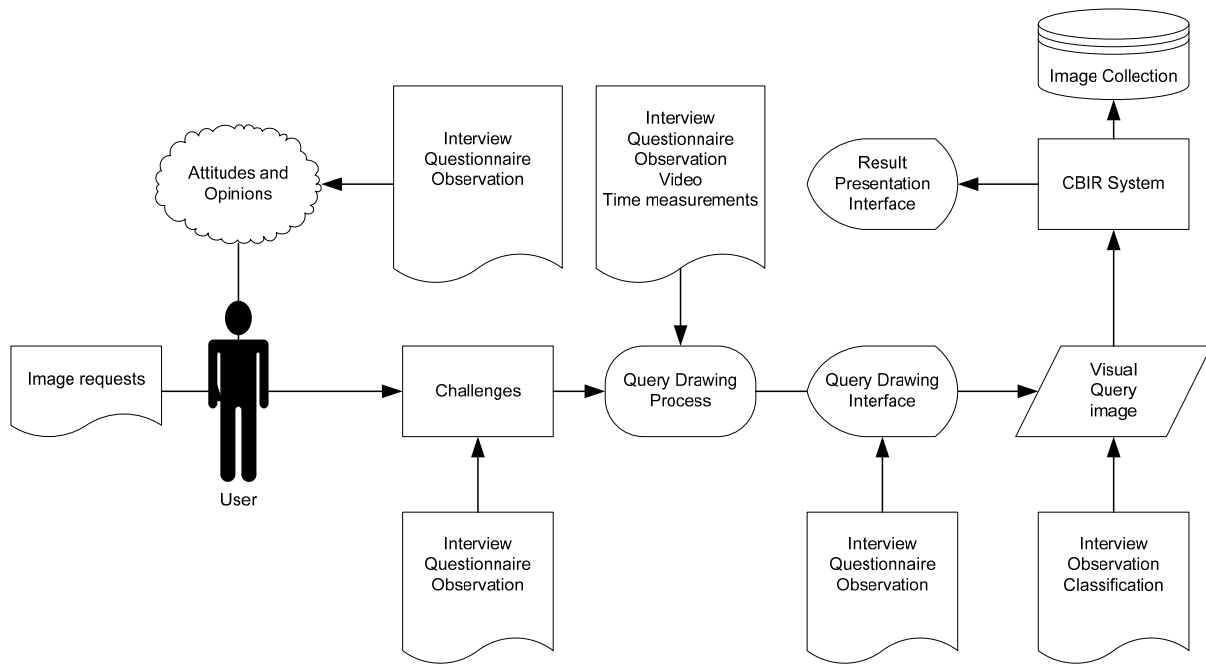 Image Collection
Interview
Questionnaire
Observation
Interview
Questionnaire
Observation
Video
Time measurements
Attitudes and
Opinions
Result
Presentation
Interface
CBIR System
Image requests
User
Challenges
Query Drawing
Process
Query Drawing
Interface
Visual
Query
image
Interview
Questionnaire
Observation
Interview
Questionnaire
Observation
Interview
Observation
Classification